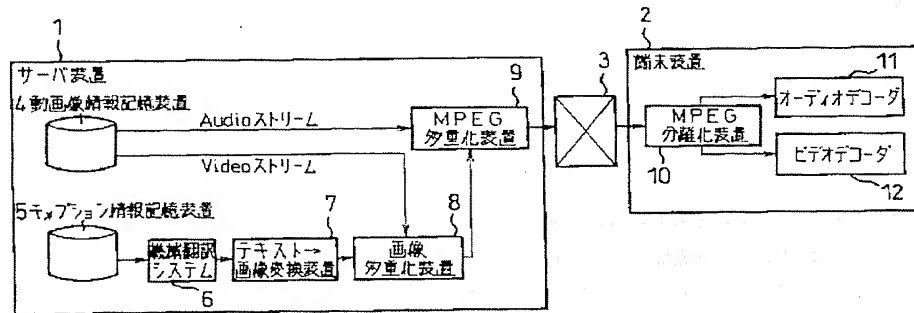 1
サーバ装置
4動画像情報記憶装置
Audioストリーム
Videoストリーム
9
MPEG
多重化装置
3
2
端末装置
11
オーディオデコーダ
MPEG
分離化装置
10
ビデオデコーダ
12
5キャプション情報記憶装置
機械翻訳
システム
6
7
テキスト→
画像変換装置
8
画像
多重化装置